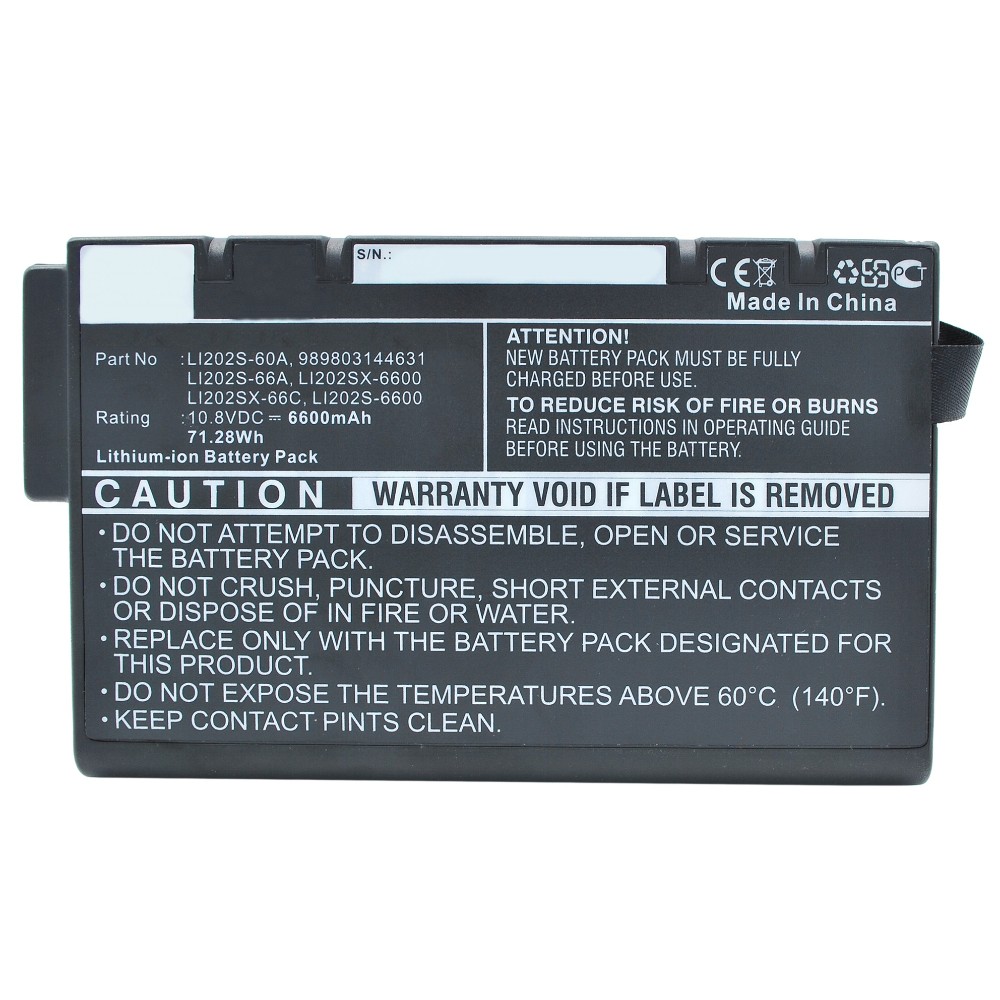 S/N.:
CE PCT
Made In China
Part No :LI202S-60A, 989803144631
LI202S-66A, LI202SX-6600
LI202SX-66C, LI202S-6600
Rating :10.8VDC ⎓ 6600mAh
71.28Wh
Lithium-ion Battery Pack
ATTENTION!
NEW BATTERY PACK MUST BE FULLY
CHARGED BEFORE USE.
TO REDUCE RISK OF FIRE OR BURNS
READ INSTRUCTIONS IN OPERATING GUIDE
BEFORE USING THE BATTERY.
CAUTION WARRANTY VOID IF LABEL IS REMOVED
•DO NOT ATTEMPT TO DISASSEMBLE, OPEN OR SERVICE
THE BATTERY PACK.
•DO NOT CRUSH, PUNCTURE, SHORT EXTERNAL CONTACTS
OR DISPOSE OF IN FIRE OR WATER.
•REPLACE ONLY WITH THE BATTERY PACK DESIGNATED FOR
THIS PRODUCT.
•DO NOT EXPOSE THE TEMPERATURES ABOVE 60°C (140°F).
•KEEP CONTACT PINTS CLEAN.